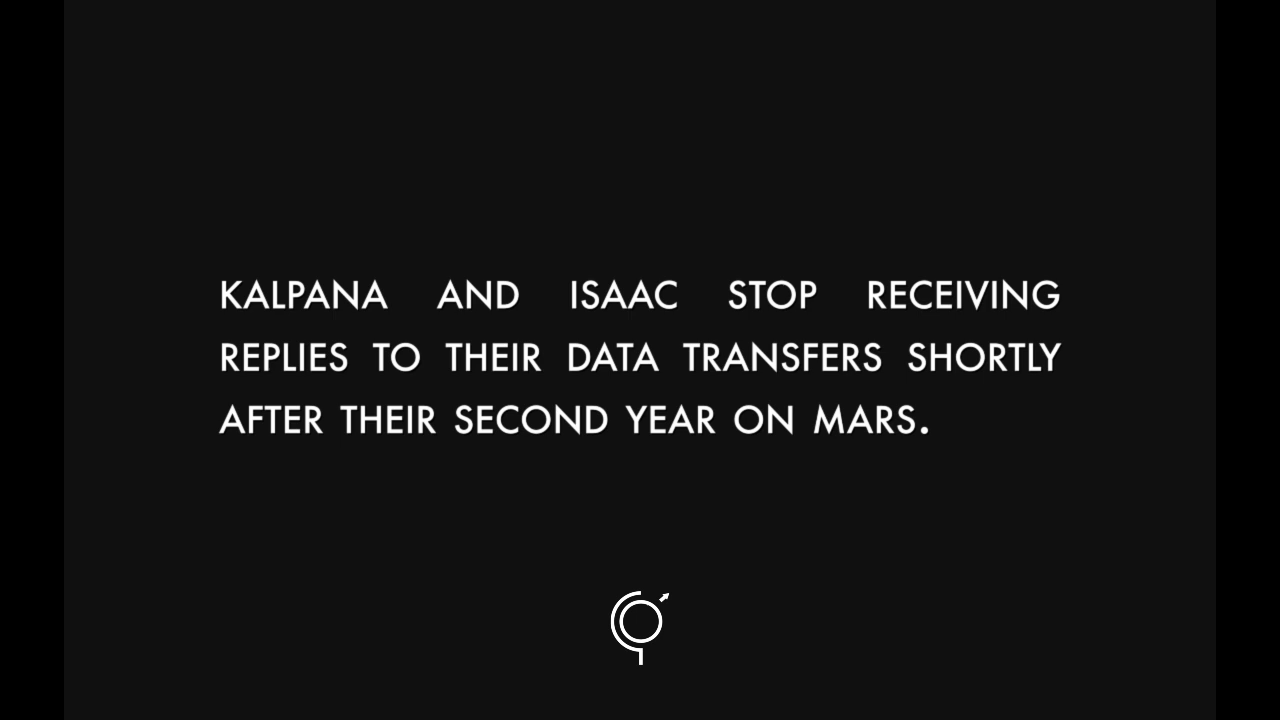 KALPANA AND ISAAC STOP RECEIVING
REPLIES TO THEIR DATA TRANSFERS SHORTLY
AFTER THEIR SECOND YEAR ON MARS.